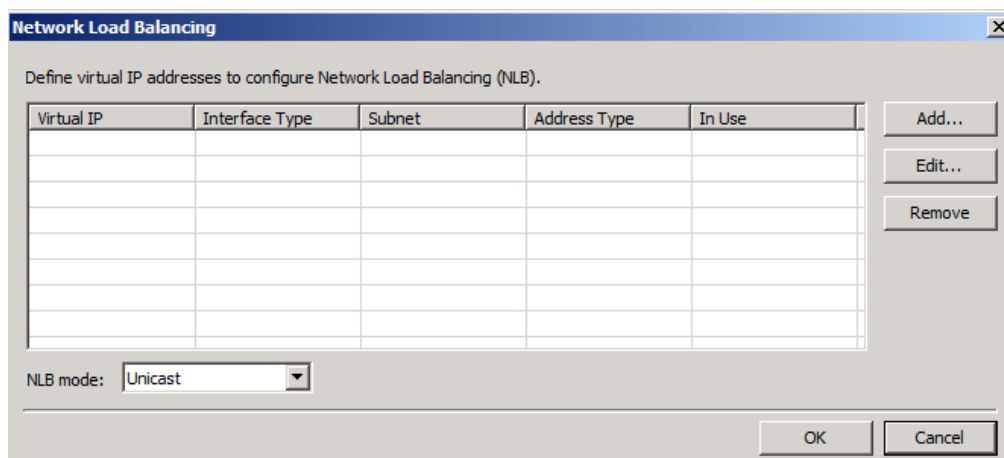 Network Load Balancing
Define virtual IP addresses to configure Network Load Balancing (NLB).
Virtual IP Interface Type Subnet Address Type In Use
Add...
Edit...
Remove
NLB mode: Unicast
OK Cancel